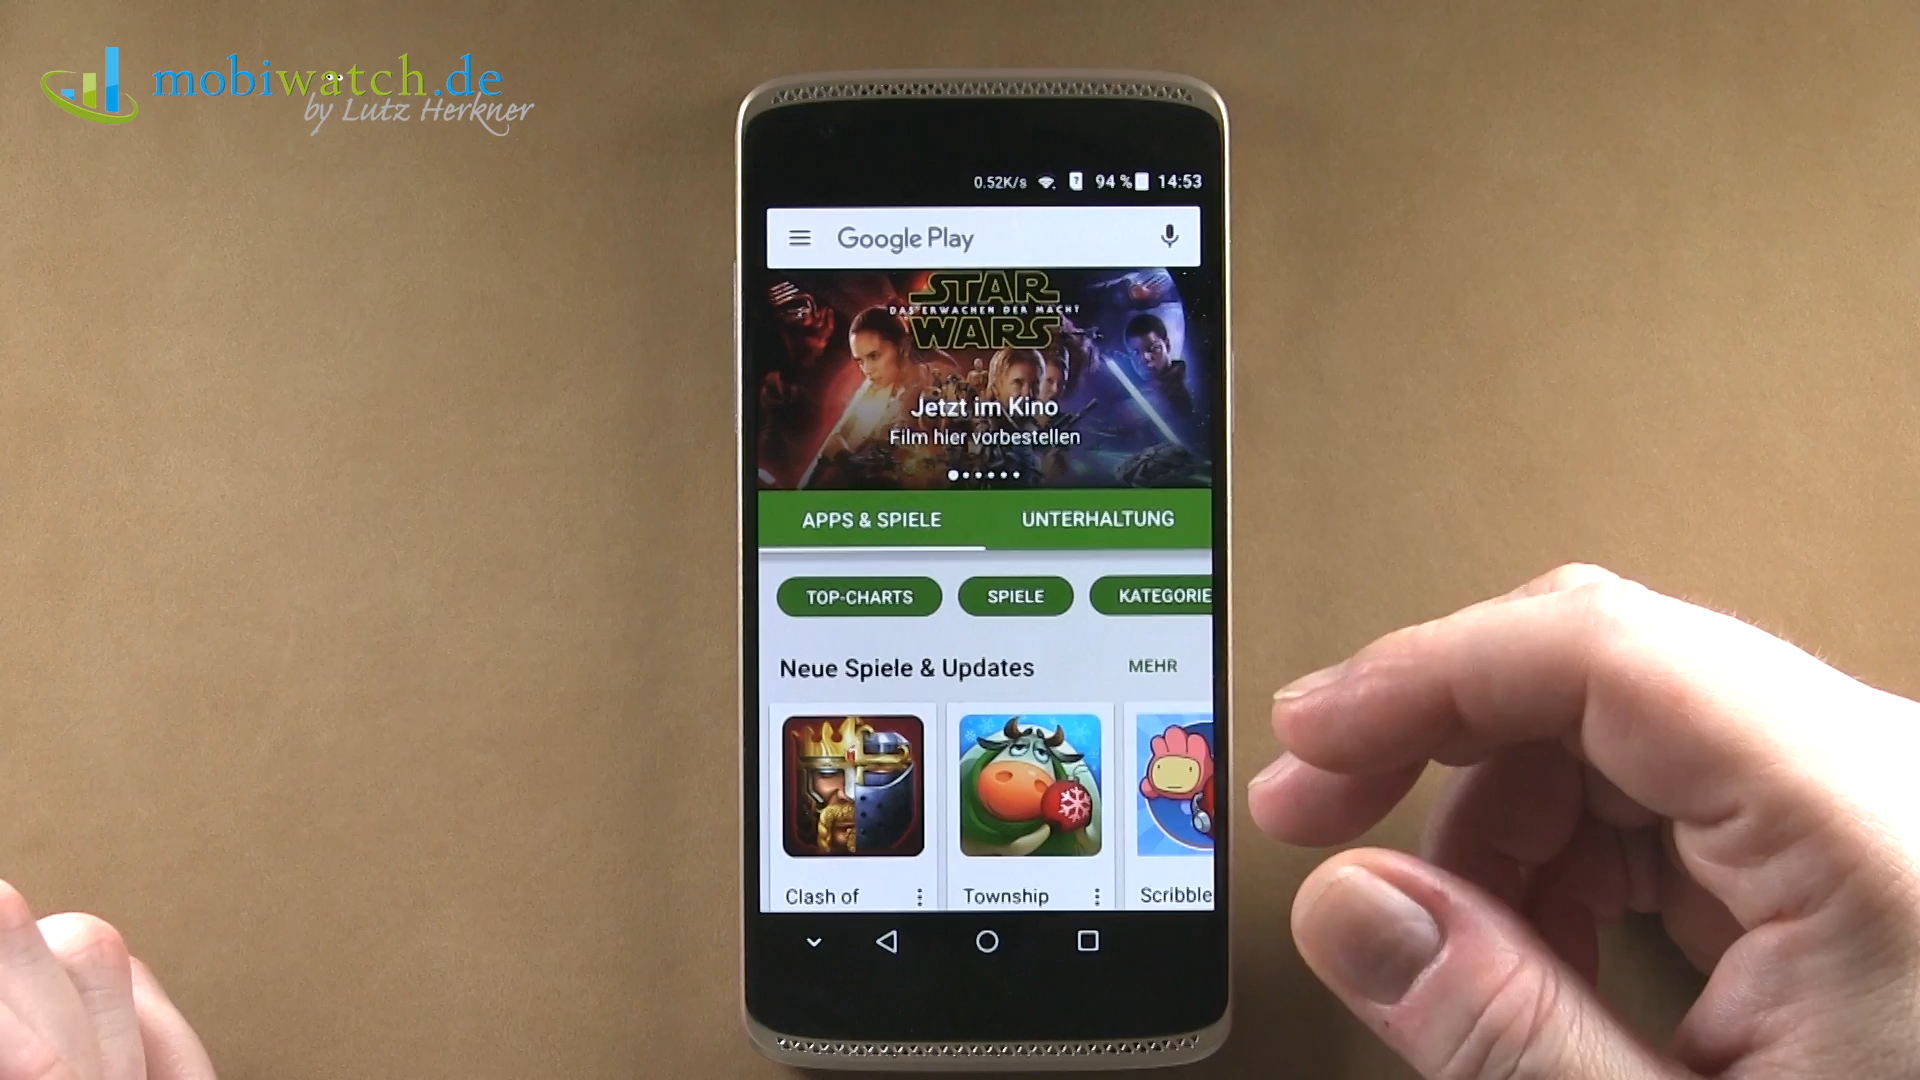 mobiwatch.de
by Lutz Herkner
0.52K/s ? 94 % 14:53
Google Play
STAR
DAS ERWACHEN DER MACHT
WARS
Jetzt im Kino
Film hier vorbestellen
APPS & SPIELE UNTERHALTUNG
TOP-CHARTS SPIELE KATEGORIE
Neue Spiele & Updates MEHR
Clash of Township Scribble